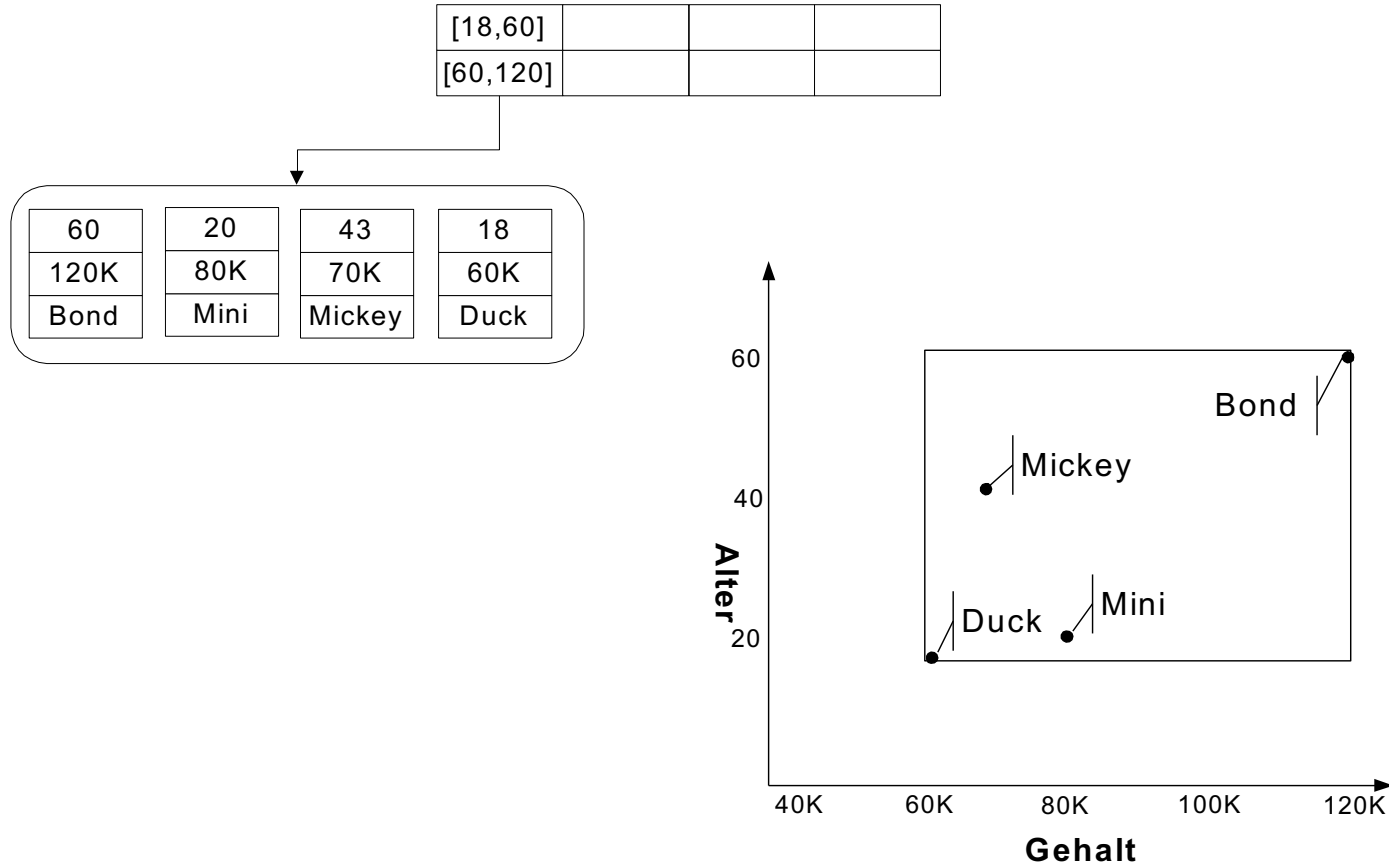 [18,60]
[60,120]
60 20 43 18
120K 80K 70K 60K
Bond Mini Mickey Duck
60
Bond
Mickey
40
Alter
Mini
Duck
20
40K 60K 80K 100K 120K
Gehalt